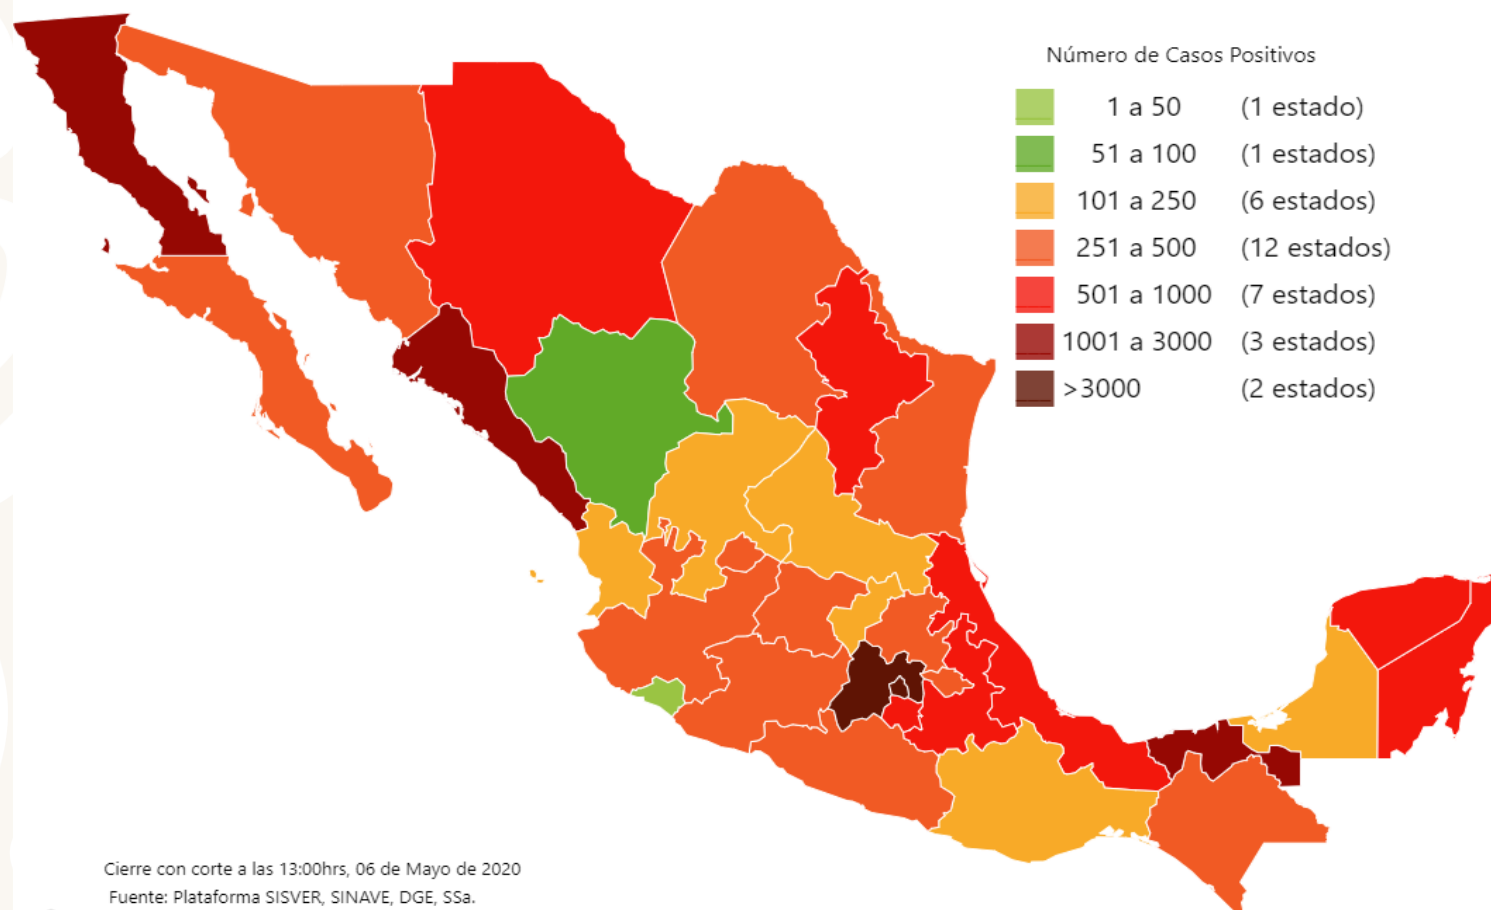 Número de Casos Positivos
1 a 50 (1 estado)
51 a 100 (1 estados)
101 a 250 (6 estados)
251 a 500 (12 estados)
501 a 1000 (7 estados)
1001 a 3000 (3 estados)
>3000 (2 estados)
Cierre con corte a las 13:00hrs, 06 de Mayo de 2020
Fuente: Plataforma SISVER, SINAVE, DGE, SSa.